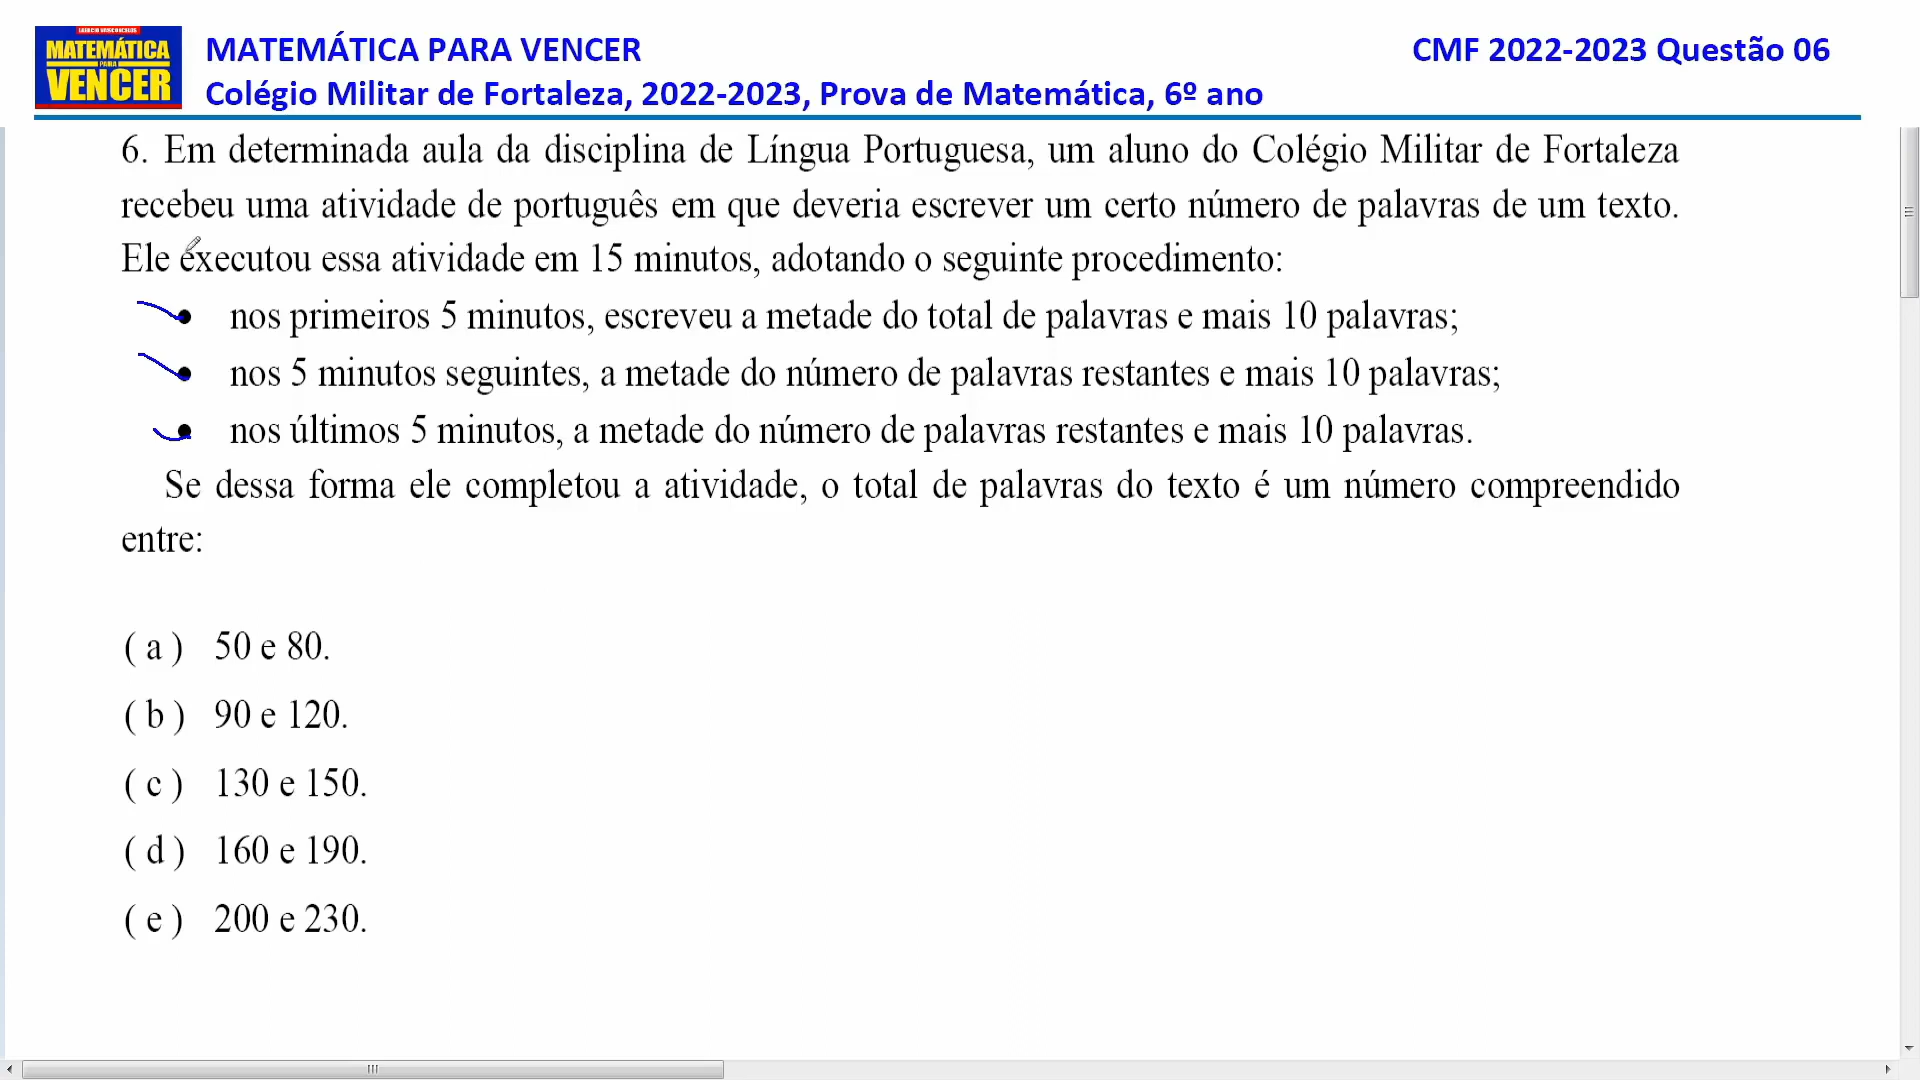 LAÉRCIO VASCONCELOS
MATEMÁTICA
PARA
VENCER
MATEMÁTICA PARA VENCER
CMF 2022-2023 Questão 06
Colégio Militar de Fortaleza, 2022-2023, Prova de Matemática, 6º ano
6. Em determinada aula da disciplina de Língua Portuguesa, um aluno do Colégio Militar de Fortaleza
recebeu uma atividade de português em que deveria escrever um certo número de palavras de um texto.
Ele executou essa atividade em 15 minutos, adotando o seguinte procedimento:
• nos primeiros 5 minutos, escreveu a metade do total de palavras e mais 10 palavras;
• nos 5 minutos seguintes, a metade do número de palavras restantes e mais 10 palavras;
• nos últimos 5 minutos, a metade do número de palavras restantes e mais 10 palavras.
Se dessa forma ele completou a atividade, o total de palavras do texto é um número compreendido
entre:
( a ) 50 e 80.
( b ) 90 e 120.
( c ) 130 e 150.
( d ) 160 e 190.
( e ) 200 e 230.